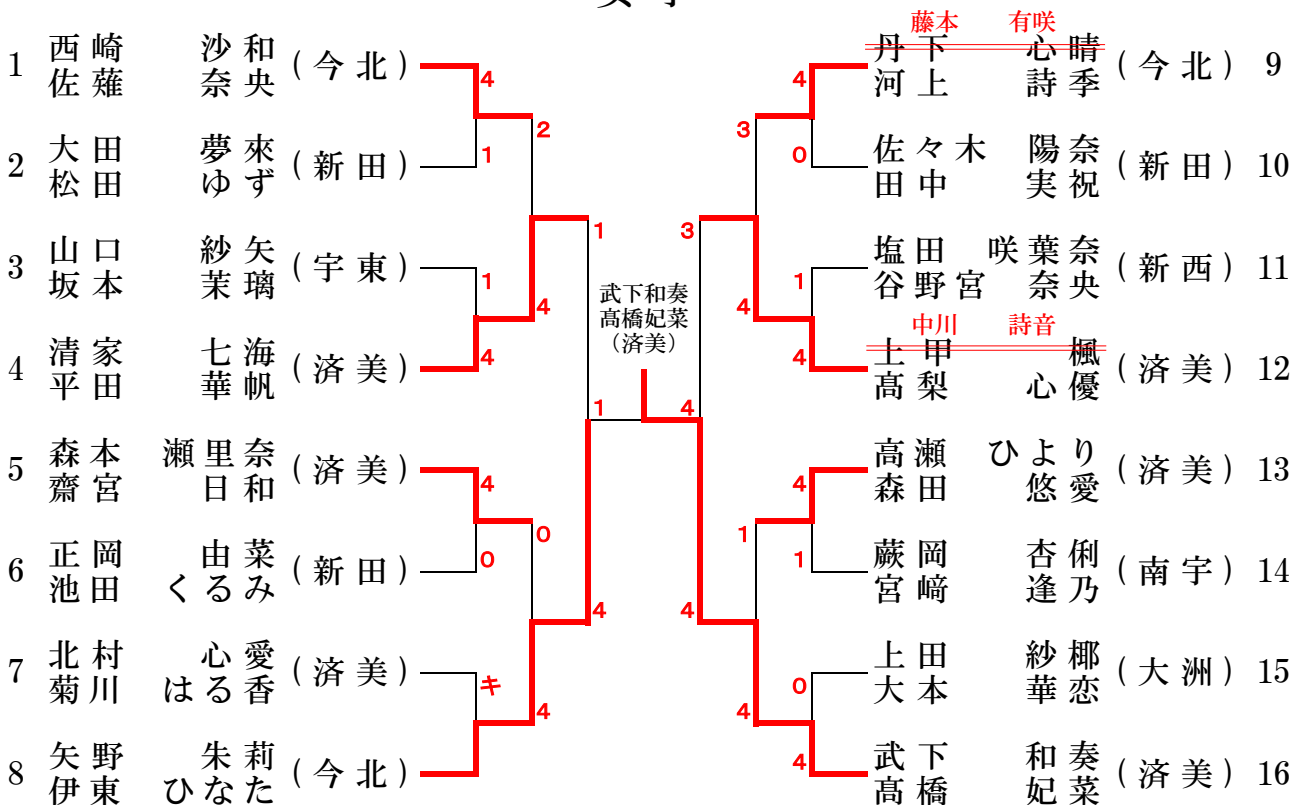 藤本 有咲
1 西崎 沙和 (今北)
佐薙 奈央
2 大田 夢來 (新田)
松田 ゆず
3 山口 紗矢 (宇東)
坂本 茉璃
4 清家 七海 (済美)
平田 華帆
5 森本 瀬里奈 (済美)
齋宮 日和
6 正岡 由菜 (新田)
池田 くるみ
7 北村 心愛 (済美)
菊川 はる香
8 矢野 朱莉 (今北)
伊東 ひなた
4
2
1
1
1
4
4
1
4
0
0
4
キ
4
武下和奏
髙橋妃菜
(済美)
4
3
0
3
1
4
4
4
4
1
1
4
0
4
4
丹下 心晴 (今北) 9
河上 詩季
佐々木 陽奈 (新田) 10
田中 実祝
塩田 咲葉奈 (新西) 11
谷野宮 奈央
中川 詩音
上甲 楓 (済美) 12
髙梨 心優
高瀬 ひより (済美) 13
森田 悠愛
蕨岡 杏俐 (南宇) 14
宮﨑 逢乃
上田 紗椰 (大洲) 15
大本 華恋
武下 和奏 (済美) 16
髙橋 妃菜